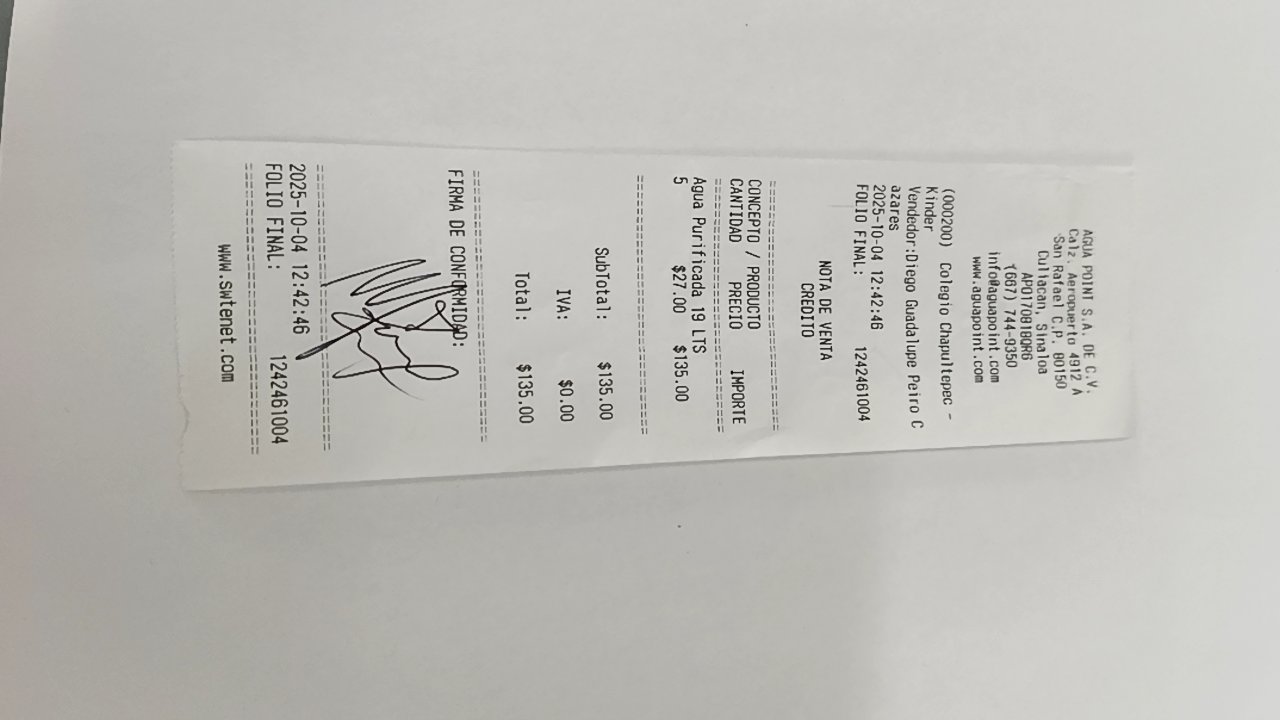 AGUA POINT S.A. DE C.V.
Calz. Aeropuerto 4912 A
San Rafael C.P. 80150
Culiacan, Sinaloa
APO170818QR6
(667) 744-9350
info@aguapoint.com
www.aguapoint.com
(000200) Colegio Chapultepec -
Kinder
Vendedor:Diego Guadalupe Peiro C
azares
2025-10-04 12:42:46
FOLIO FINAL: 1242461004
NOTA DE VENTA
CREDITO
=============================
CONCEPTO / PRODUCTO
CANTIDAD PRECIO IMPORTE
=============================
Agua Purificada 19 LTS
5 $27.00 $135.00
=============================
SubTotal: $135.00
IVA: $0.00
Total: $135.00
=============================
FIRMA DE CONFORMIDAD:
=============================
2025-10-04 12:42:46
FOLIO FINAL: 1242461004
=============================
www.swtenet.com